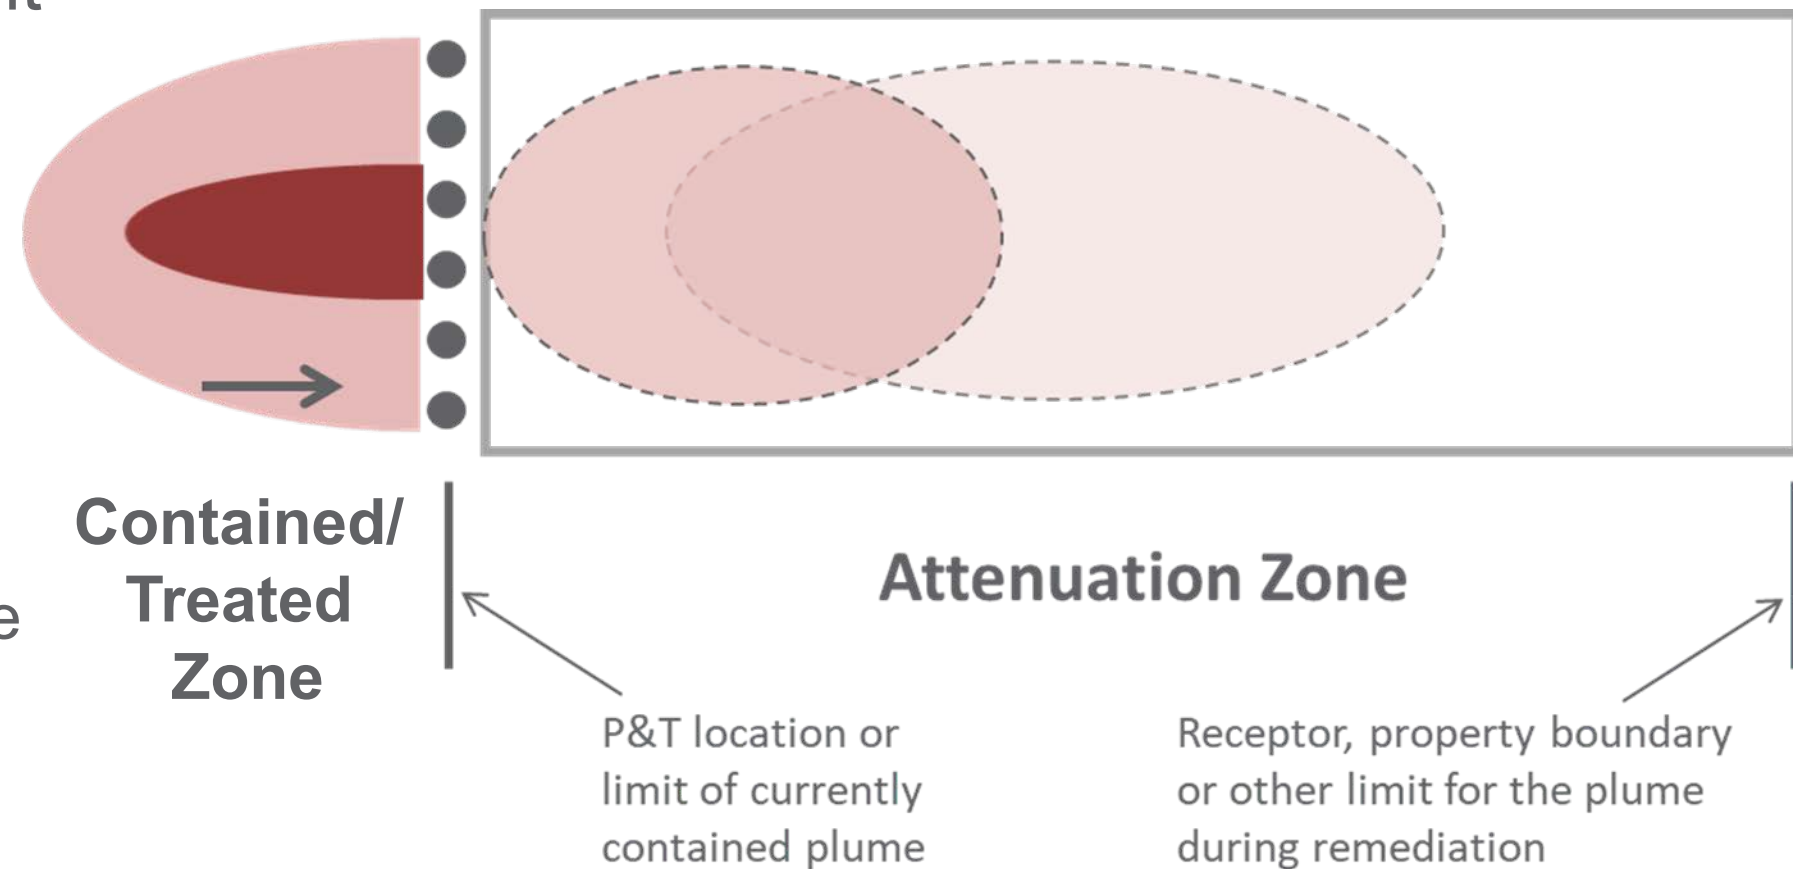 Contained/
Treated
Zone
Attenuation Zone
P&T location or
limit of currently
contained plume
Receptor, property boundary
or other limit for the plume
during remediation